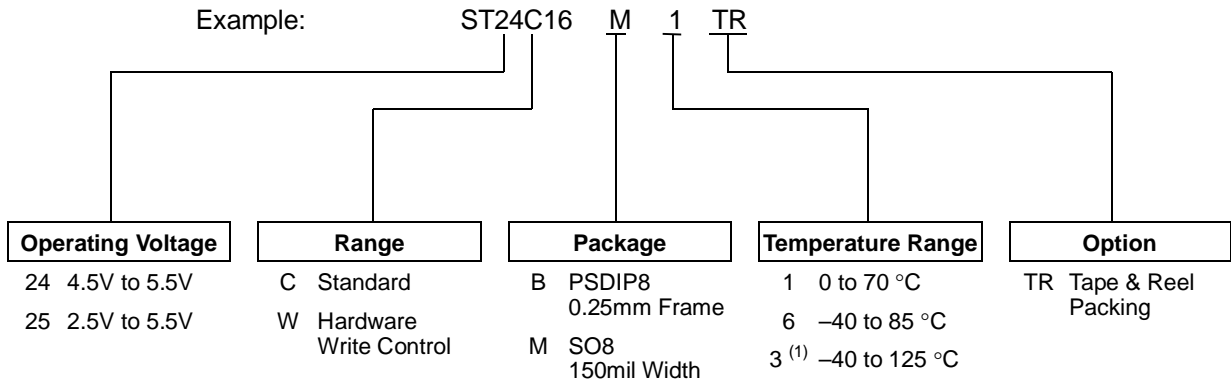 Example: ST24C16 M 1 TR
Operating Voltage
24 4.5V to 5.5V
25 2.5V to 5.5V
Range
C Standard
W Hardware
Write Control
Package
B PSDIP8
0.25mm Frame
M SO8
150mil Width
Temperature Range
1 0 to 70 °C
6 –40 to 85 °C
3 (1) –40 to 125 °C
Option
TR Tape & Reel
Packing